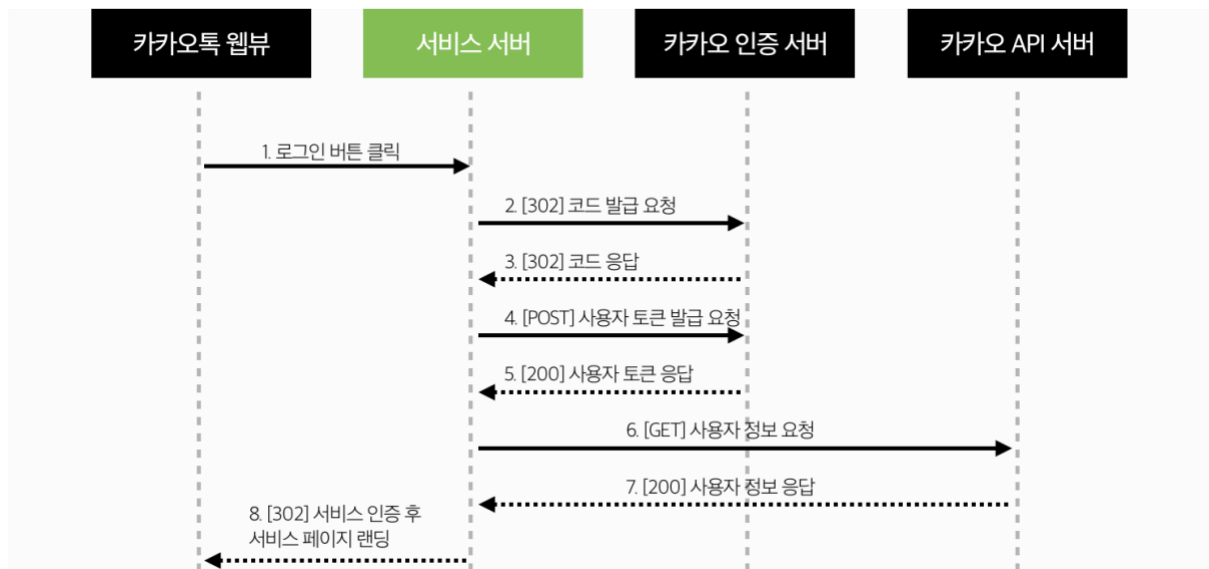 카카오톡 웹뷰
서비스 서버
카카오 인증 서버
카카오 API 서버
1. 로그인 버튼 클릭
2. [302] 코드 발급 요청
3. [302] 코드 응답
4. [POST] 사용자 토큰 발급 요청
5. [200] 사용자 토큰 응답
6. [GET] 사용자 정보 요청
7. [200] 사용자 정보 응답
8. [302] 서비스 인증 후
서비스 페이지 랜딩